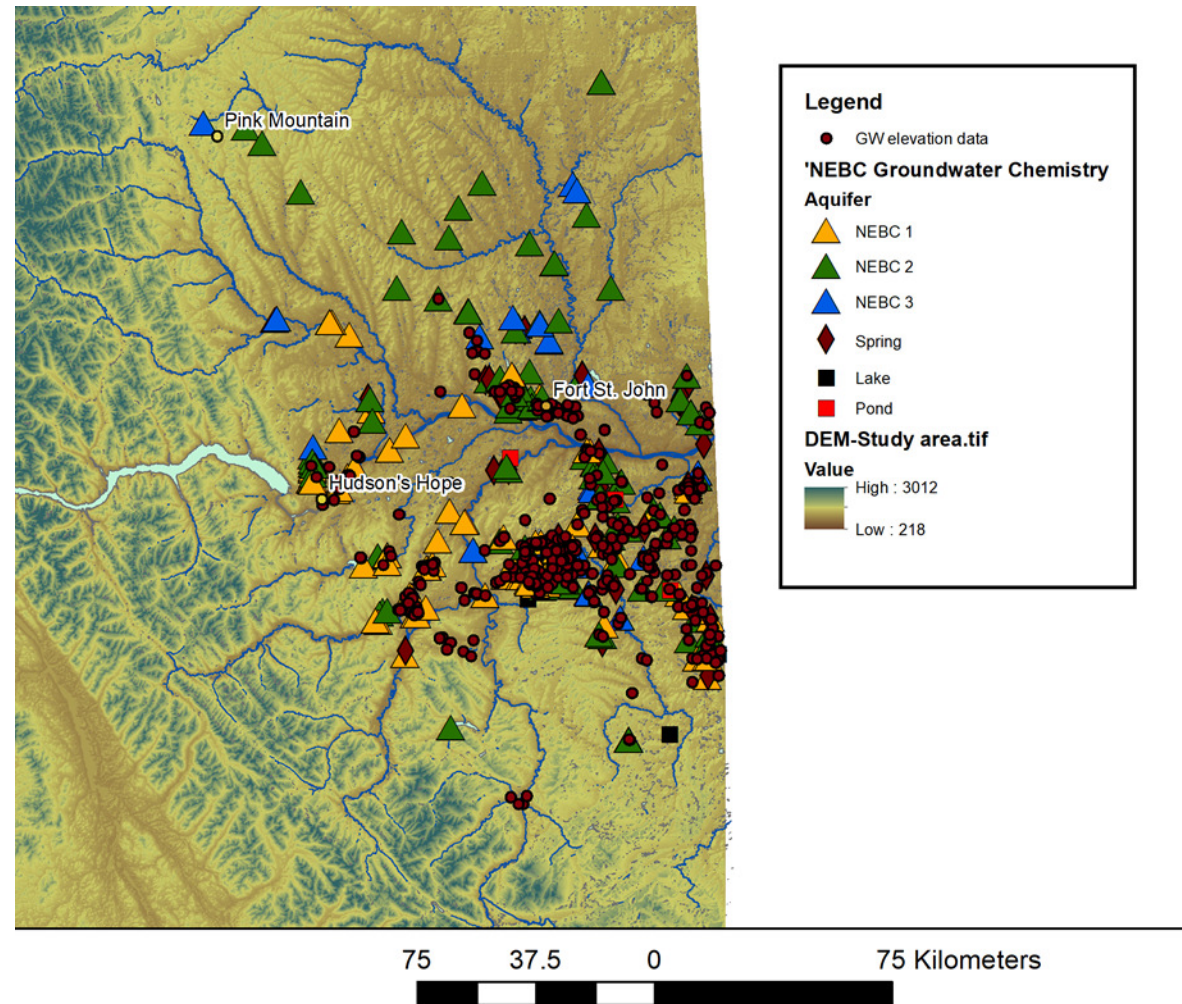 Pink Mountain
Fort St. John
Hudson's Hope
Legend
GW elevation data
'NEBC Groundwater Chemistry
Aquifer
NEBC 1
NEBC 2
NEBC 3
Spring
Lake
Pond
DEM-Study area.tif
Value
High : 3012
Low : 218
75 37.5 0 75 Kilometers